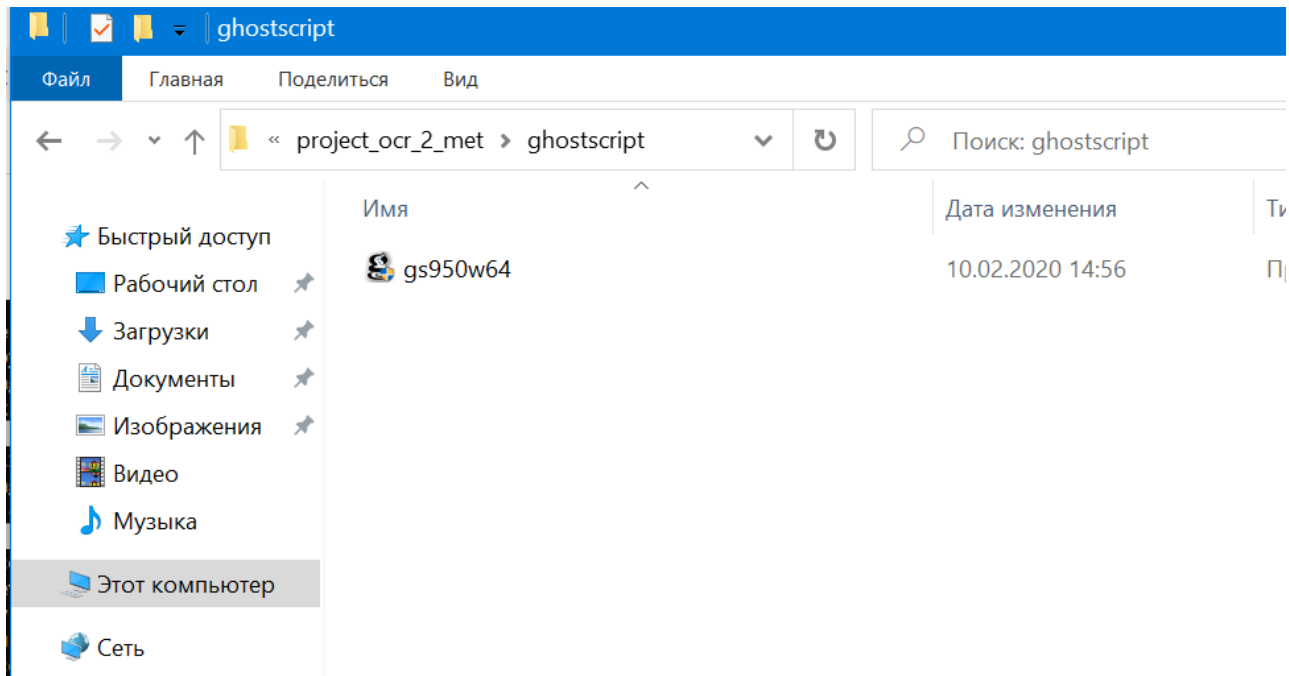 ghostscript
Файл Главная Поделиться Вид
« project_ocr_2_met > ghostscript Поиск: ghostscript
Имя Дата изменения
Быстрый доступ
gs950w64 10.02.2020 14:56
Рабочий стол
Загрузки
Документы
Изображения
Видео
Музыка
Этот компьютер
Сеть